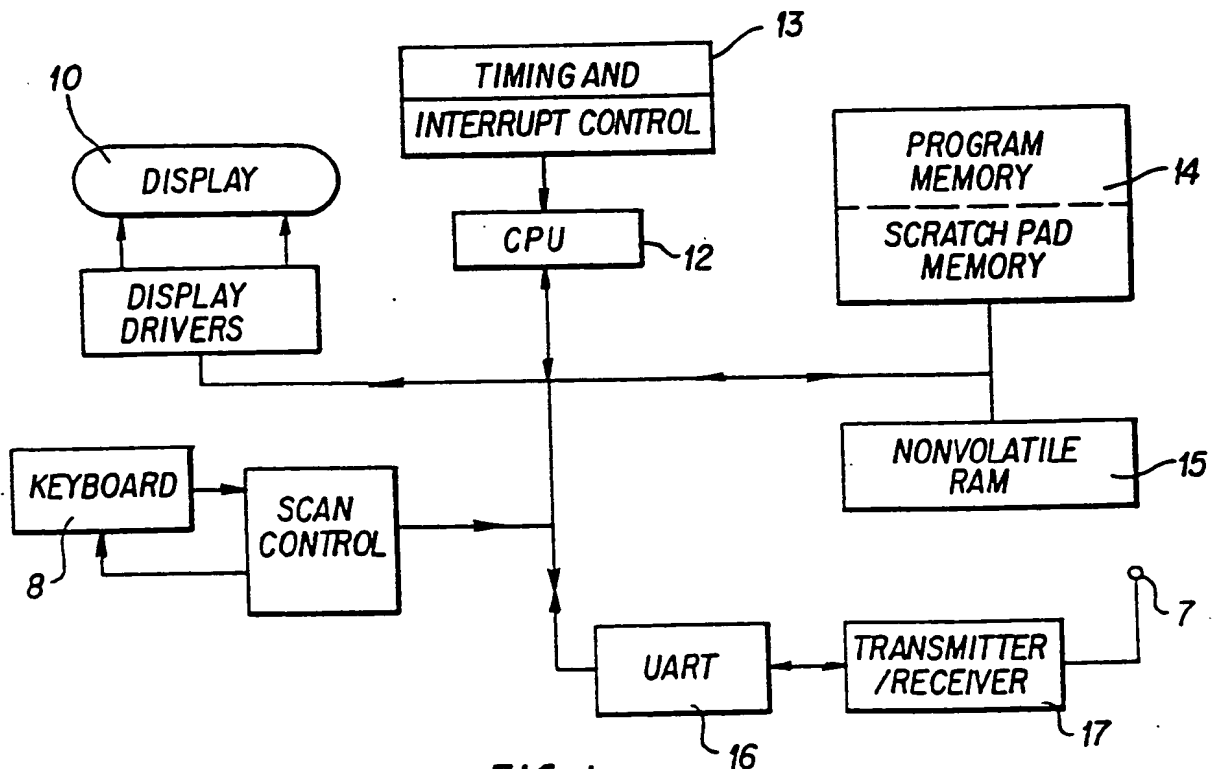 13
TIMING AND
INTERRUPT CONTROL
10
DISPLAY
PROGRAM
MEMORY
14
SCRATCH PAD
MEMORY
CPU
12
DISPLAY
DRIVERS
KEYBOARD
8
SCAN
CONTROL
NONVOLATILE
RAM
15
7
UART
16
TRANSMITTER
/RECEIVER
17